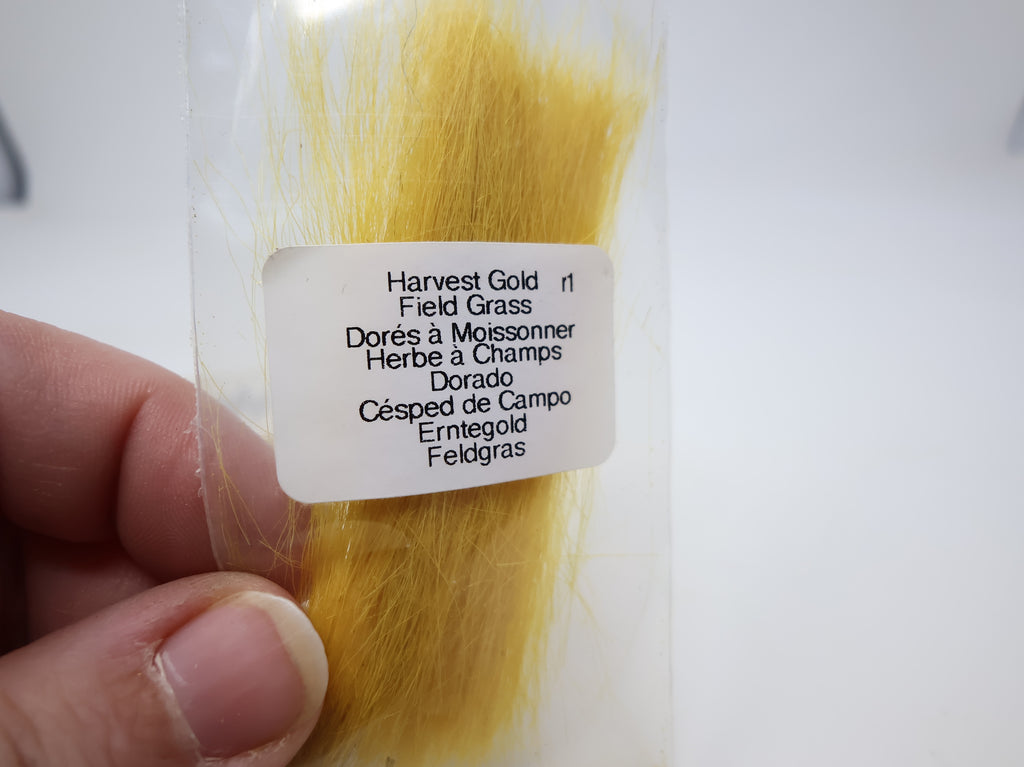 Harvest Gold r1
Field Grass
Dorés à Moissonner
Herbe à Champs
Dorado
Césped de Campo
Erntegold
Feldgras